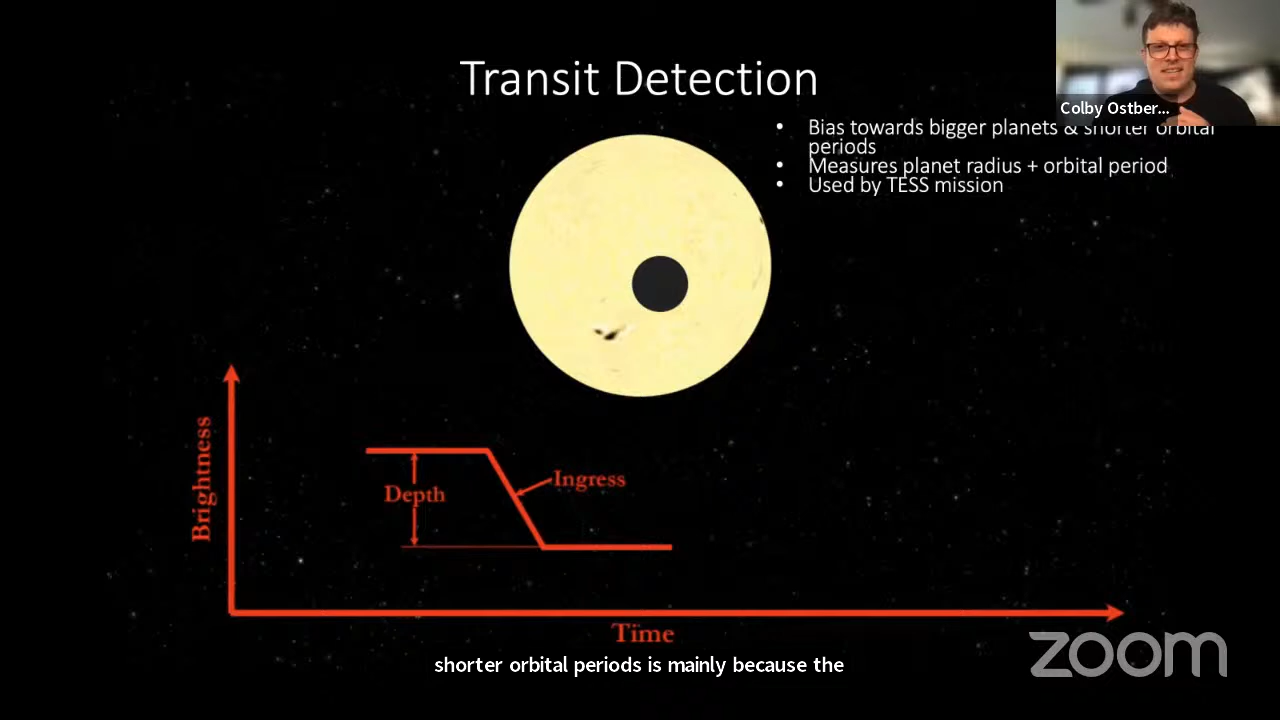 Transit Detection
Colby Ostber...
• Bias towards bigger planets & shorter orbital
periods
• Measures planet radius + orbital period
• Used by TESS mission
Brightness
Depth
Ingress
Time
zoom
shorter orbital periods is mainly because the